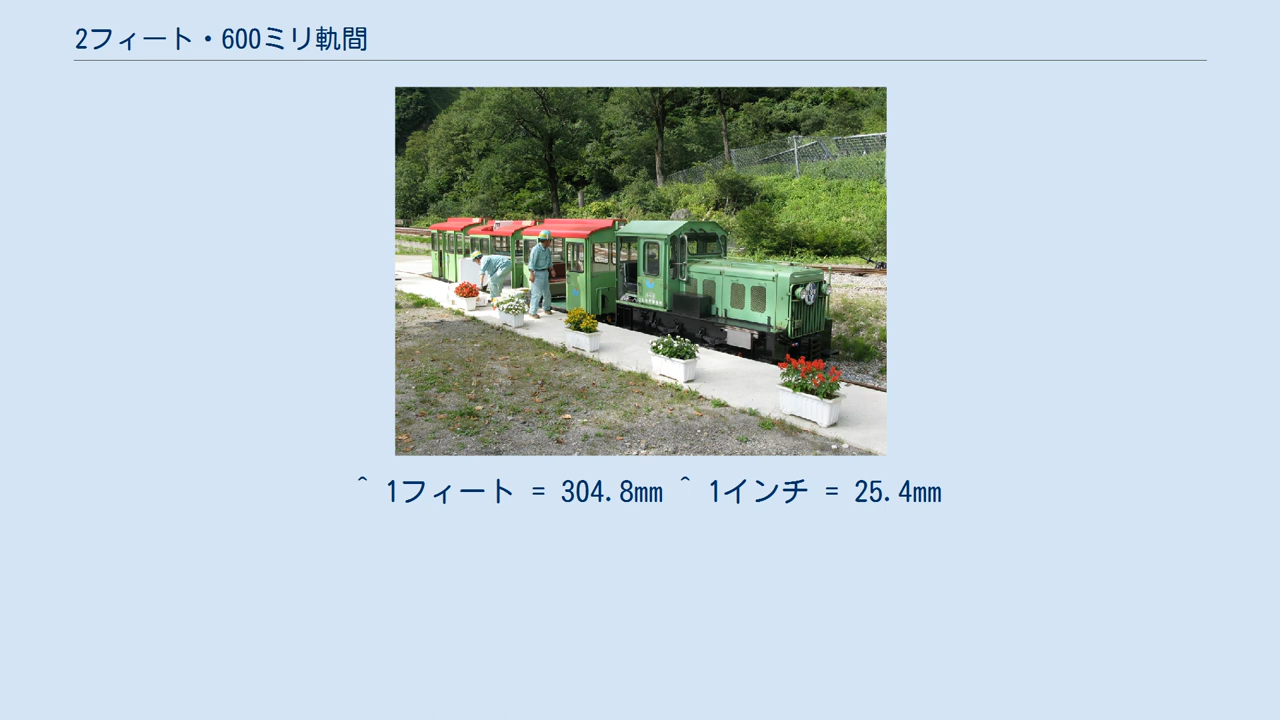 2フィート・600ミリ軌間
^ 1フィート = 304.8mm ^ 1インチ = 25.4mm